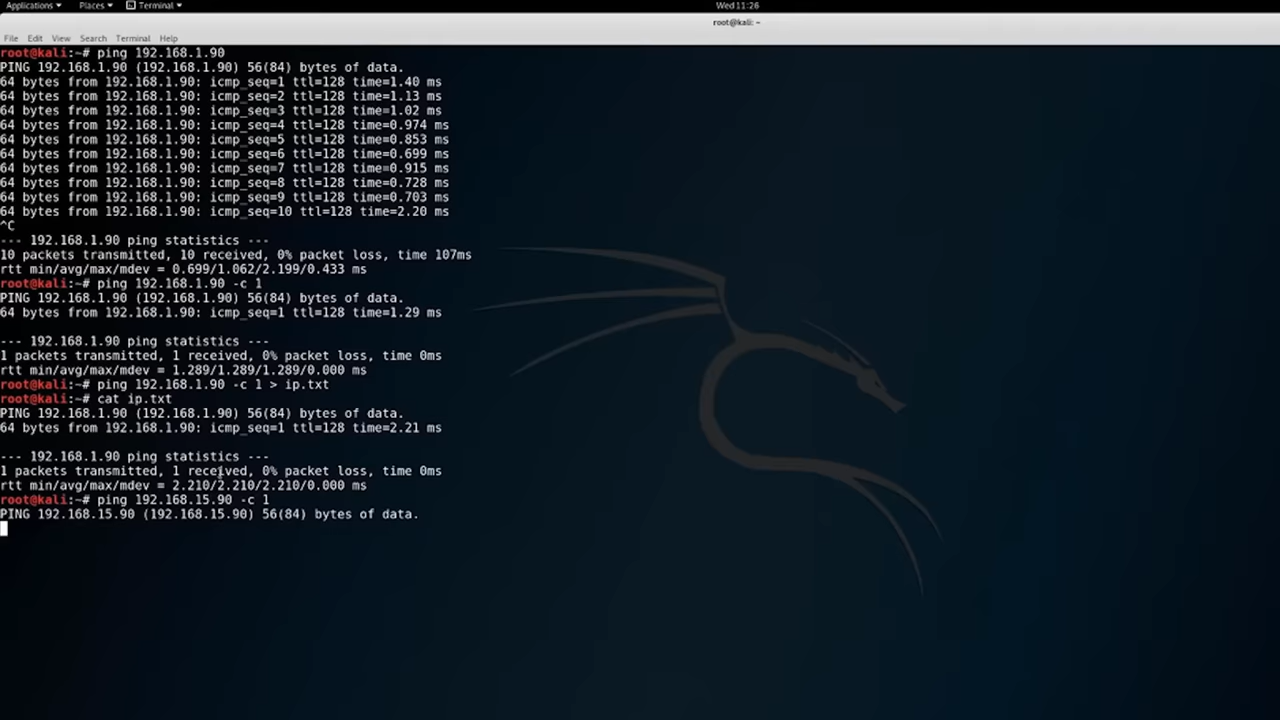 Applications Places Terminal Wed 11:26
root@kali: ~
File Edit View Search Terminal Help
root@kali:~# ping 192.168.1.90
PING 192.168.1.90 (192.168.1.90) 56(84) bytes of data.
64 bytes from 192.168.1.90: icmp_seq=1 ttl=128 time=1.40 ms
64 bytes from 192.168.1.90: icmp_seq=2 ttl=128 time=1.13 ms
64 bytes from 192.168.1.90: icmp_seq=3 ttl=128 time=1.02 ms
64 bytes from 192.168.1.90: icmp_seq=4 ttl=128 time=0.974 ms
64 bytes from 192.168.1.90: icmp_seq=5 ttl=128 time=0.853 ms
64 bytes from 192.168.1.90: icmp_seq=6 ttl=128 time=0.699 ms
64 bytes from 192.168.1.90: icmp_seq=7 ttl=128 time=0.915 ms
64 bytes from 192.168.1.90: icmp_seq=8 ttl=128 time=0.728 ms
64 bytes from 192.168.1.90: icmp_seq=9 ttl=128 time=0.703 ms
64 bytes from 192.168.1.90: icmp_seq=10 ttl=128 time=2.20 ms
^C
--- 192.168.1.90 ping statistics ---
10 packets transmitted, 10 received, 0% packet loss, time 107ms
rtt min/avg/max/mdev = 0.699/1.062/2.199/0.433 ms
root@kali:~# ping 192.168.1.90 -c 1
PING 192.168.1.90 (192.168.1.90) 56(84) bytes of data.
64 bytes from 192.168.1.90: icmp_seq=1 ttl=128 time=1.29 ms
--- 192.168.1.90 ping statistics ---
1 packets transmitted, 1 received, 0% packet loss, time 0ms
rtt min/avg/max/mdev = 1.289/1.289/1.289/0.000 ms
root@kali:~# ping 192.168.1.90 -c 1 > ip.txt
root@kali:~# cat ip.txt
PING 192.168.1.90 (192.168.1.90) 56(84) bytes of data.
64 bytes from 192.168.1.90: icmp_seq=1 ttl=128 time=2.21 ms
--- 192.168.1.90 ping statistics ---
1 packets transmitted, 1 received, 0% packet loss, time 0ms
rtt min/avg/max/mdev = 2.210/2.210/2.210/0.000 ms
root@kali:~# ping 192.168.15.90 -c 1
PING 192.168.15.90 (192.168.15.90) 56(84) bytes of data.